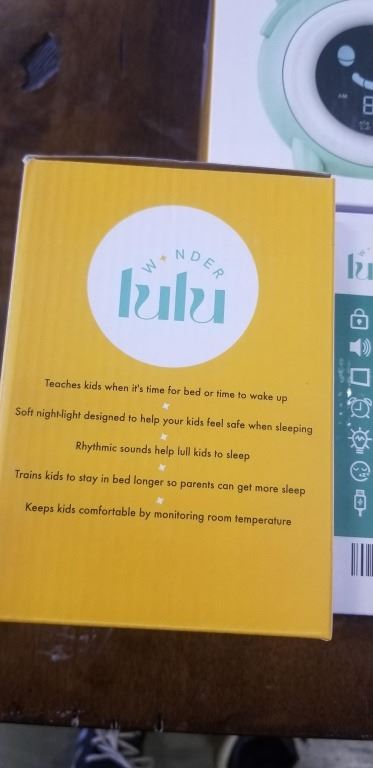 AM
W NDER
lulu
Teaches kids when it's time for bed or time to wake up
Soft night-light designed to help your kids feel safe when sleeping
Rhythmic sounds help lull kids to sleep
Trains kids to stay in bed longer so parents can get more sleep
Keeps kids comfortable by monitoring room temperature